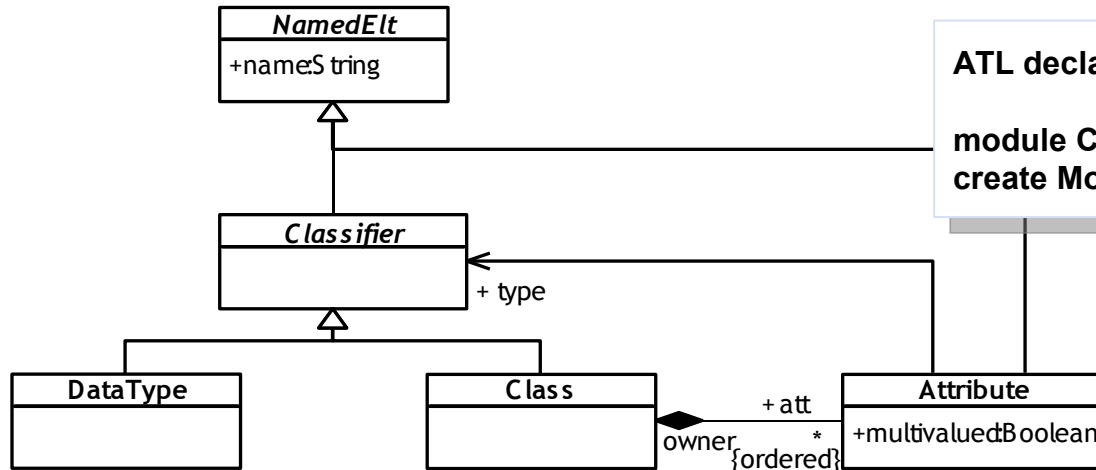 NamedElt
+name:String
ATL decla
module C
create Mo
Classifier
+ type
DataType
Class
Attribute
+ att
owner
*
{ordered}
+multivalued:Boolean